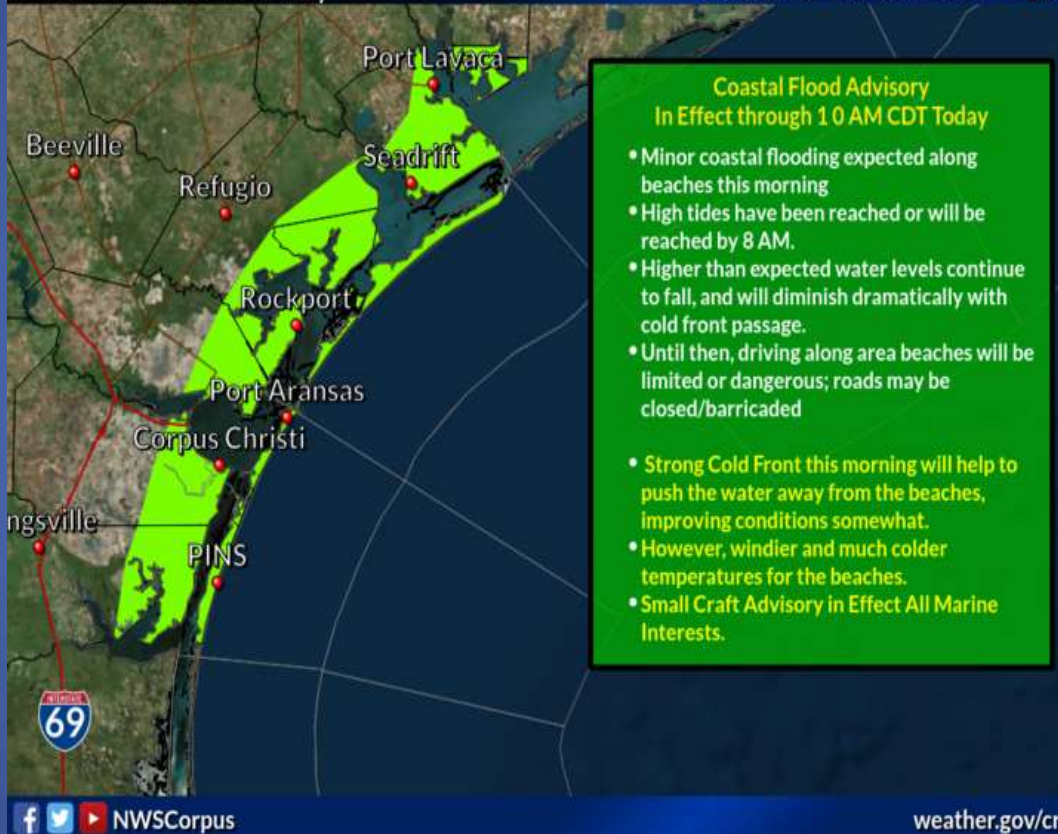 Port Lavaca
Beeville
Seadrift
Refugio
Rockport
Port Aransas
Corpus Christi
ngsville
PINS
INTERSTATE
69
Coastal Flood Advisory
In Effect through 1 0 AM CDT Today
• Minor coastal flooding expected along
beaches this morning
• High tides have been reached or will be
reached by 8 AM.
• Higher than expected water levels continue
to fall, and will diminish dramatically with
cold front passage.
• Until then, driving along area beaches will be
limited or dangerous; roads may be
closed/barricaded
• Strong Cold Front this morning will help to
push the water away from the beaches,
improving conditions somewhat.
• However, windier and much colder
temperatures for the beaches.
• Small Craft Advisory in Effect All Marine
Interests.
NWSCorpus
weather.gov/cr